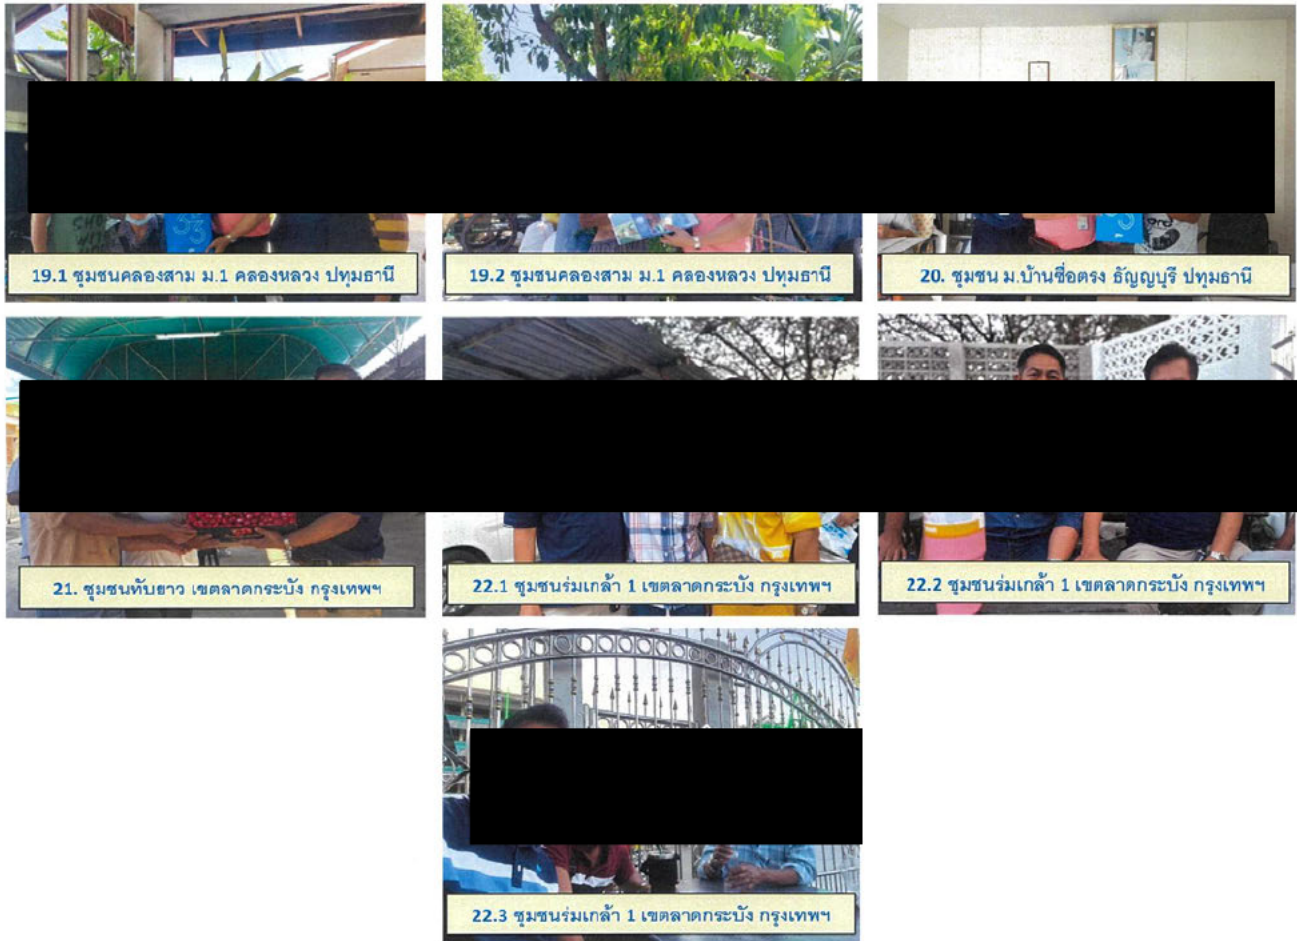 19.1 ชุมชนคลองสาม ม.1 คลองหลวง ปทุมธานี
19.2 ชุมชนคลองสาม ม.1 คลองหลวง ปทุมธานี
20. ชุมชน ม.บ้านซื่อตรง ธัญญบุรี ปทุมธานี
21. ชุมชนทับยาว เขตลาดกระบัง กรุงเทพฯ
22.1 ชุมชนร่มเกล้า 1 เขตลาดกระบัง กรุงเทพฯ
22.2 ชุมชนร่มเกล้า 1 เขตลาดกระบัง กรุงเทพฯ
22.3 ชุมชนร่มเกล้า 1 เขตลาดกระบัง กรุงเทพฯ